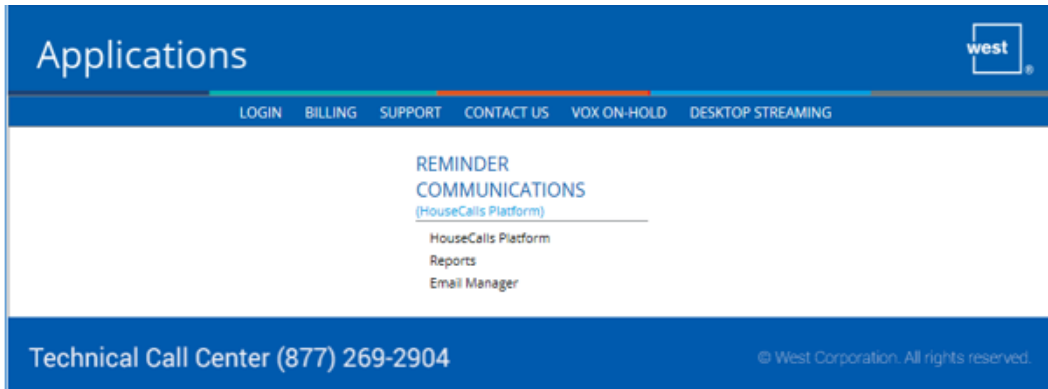 Applications
west
®
LOGIN BILLING SUPPORT CONTACT US VOX ON-HOLD DESKTOP STREAMING
REMINDER
COMMUNICATIONS
(HouseCalls Platform)
HouseCalls Platform
Reports
Email Manager
Technical Call Center (877) 269-2904
© West Corporation. All rights reserved.